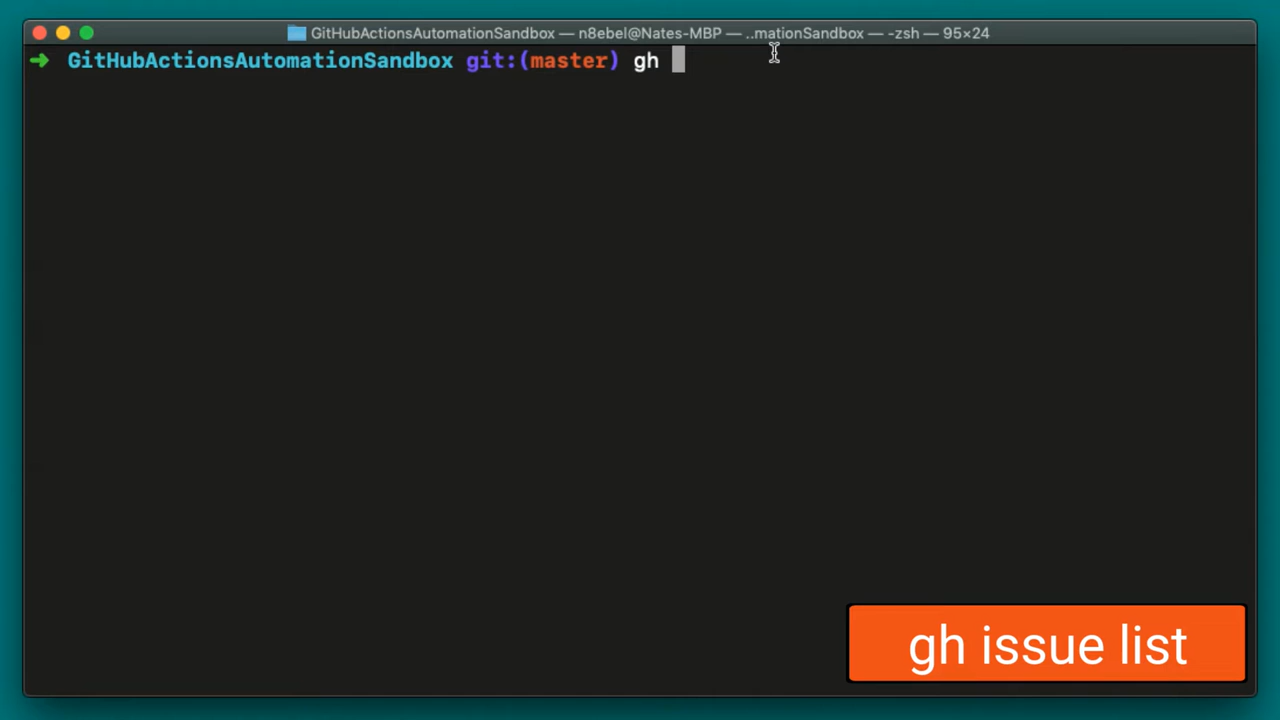 GitHubActionsAutomationSandbox — n8ebel@Nates-MBP — ..mationSandbox — -zsh — 95×24
➜ GitHubActionsAutomationSandbox git:(master) gh
gh issue list